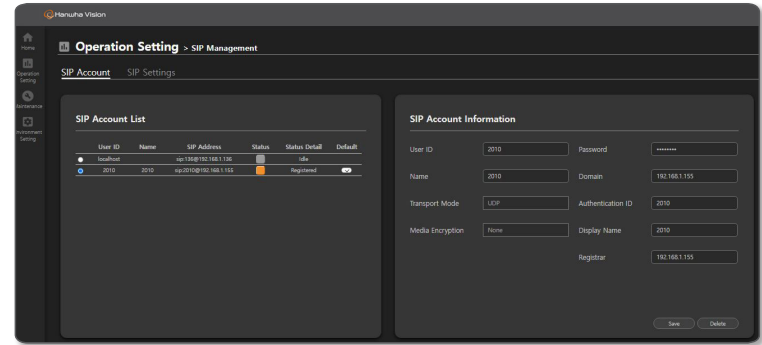 Hanwha Vision
Home
Operation Setting > SIP Management
Operation
Setting
SIP Account SIP Settings
Maintenance
Environment
Setting
SIP Account List
User ID Name SIP Address Status Status Detail Default
localhost sip:136@192.168.1.136 Idle
2010 2010 sip:2010@192.168.1.155 Registered
SIP Account Information
User ID 2010 Password ••••••••
Name 2010 Domain 192.168.1.155
Transport Mode UDP Authentication ID 2010
Media Encryption None Display Name 2010
Registrar 192.168.1.155
Save Delete